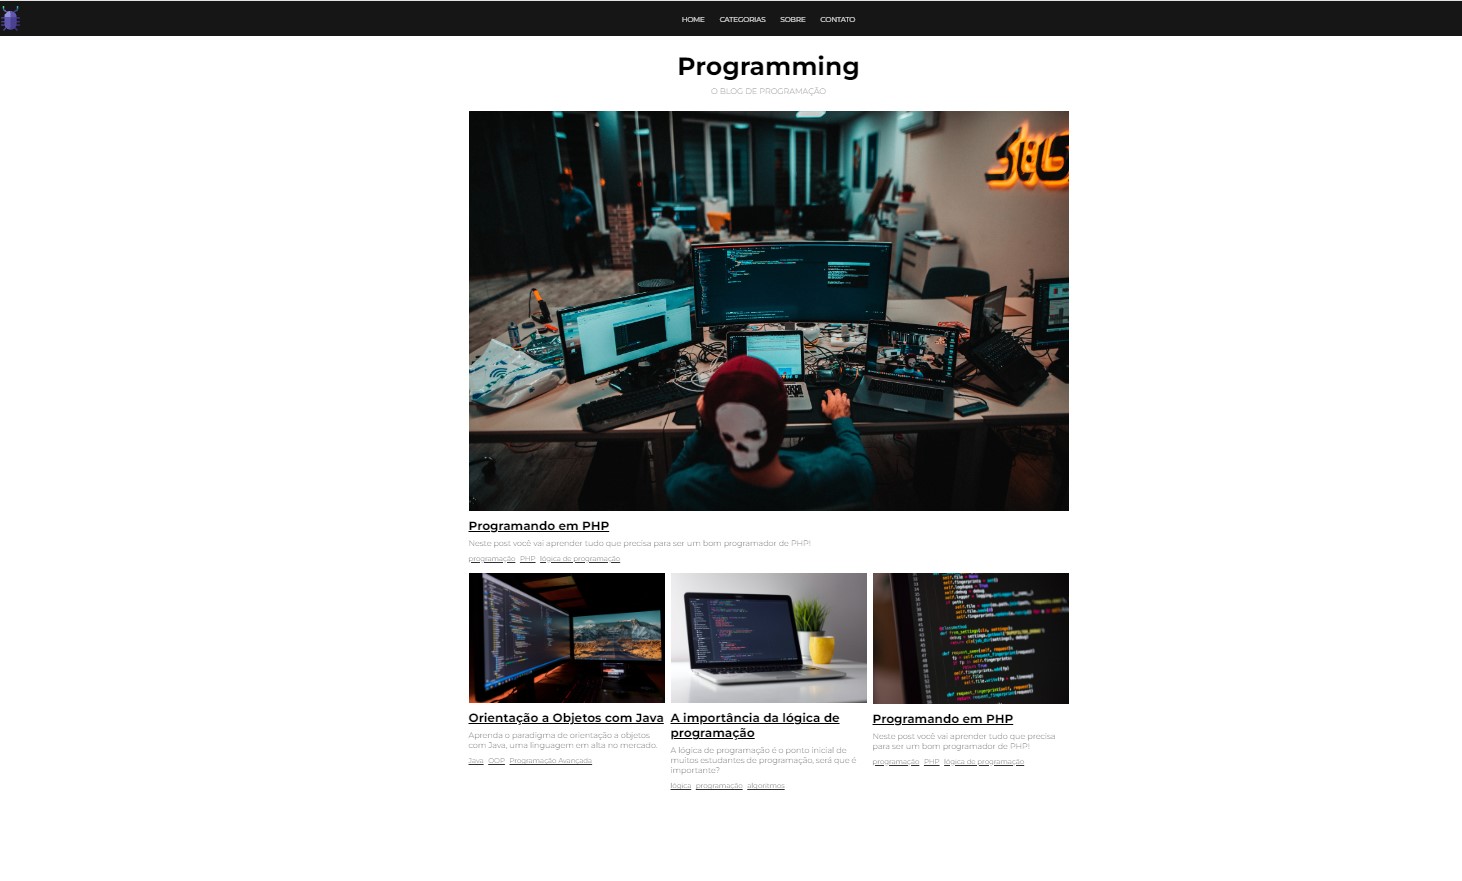 HOME CATEGORIAS SOBRE CONTATO
Programming
O BLOG DE PROGRAMAÇÃO
Programando em PHP
Neste post você vai aprender tudo que precisa para ser um bom programador de PHP!
programação PHP lógica de programação
Orientação a Objetos com Java
Aprenda o paradigma de orientação a objetos
com Java, uma linguagem em alta no mercado.
Java OOP Programação Avançada
A importância da lógica de
programação
A lógica de programação é o ponto inicial de
muitos estudantes de programação, será que é
importante?
lógica programação algoritmos
Programando em PHP
Neste post você vai aprender tudo que precisa
para ser um bom programador de PHP!
programação PHP lógica de programação